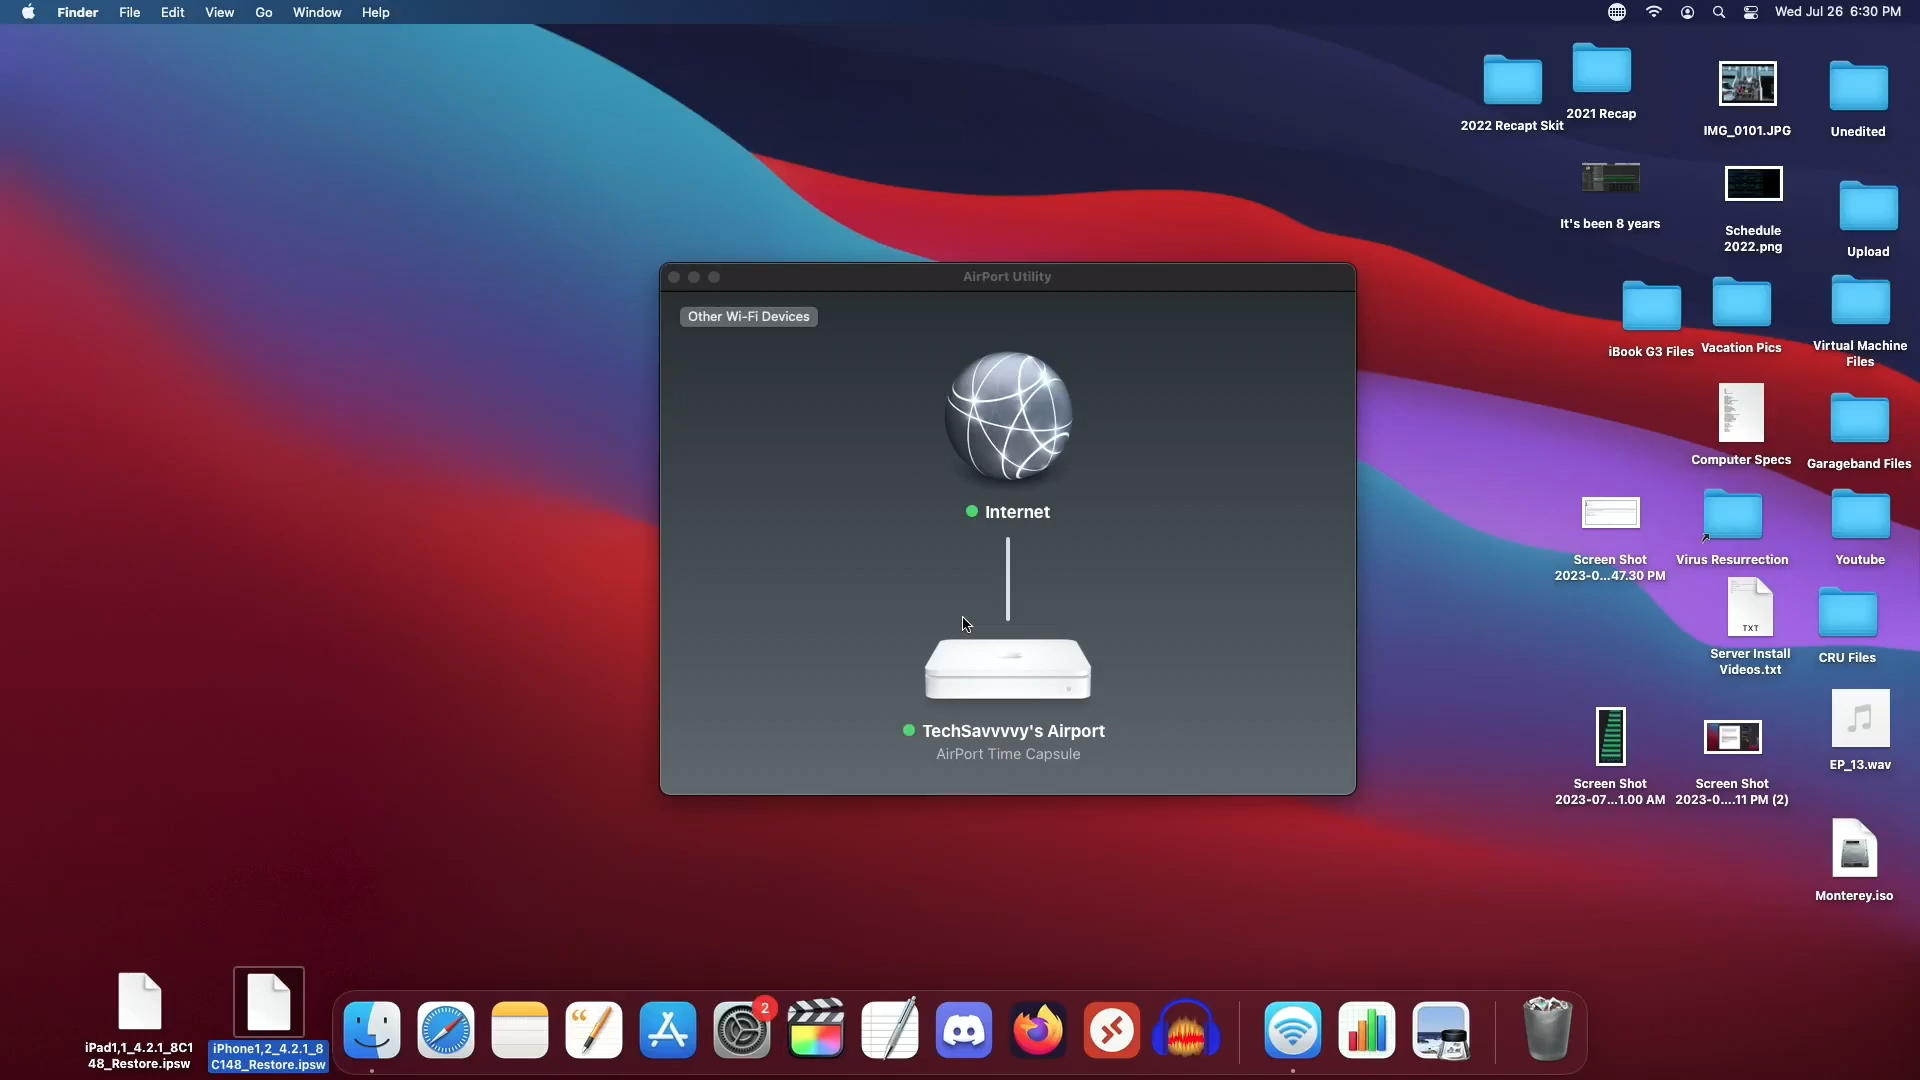 Finder File Edit View Go Window Help
Wed Jul 26 6:30 PM
2022 Recapt Skit
2021 Recap
IMG_0101.JPG
Unedited
It's been 8 years
Schedule
2022.png
Upload
AirPort Utility
Other Wi-Fi Devices
Internet
TechSavvvvy's Airport
AirPort Time Capsule
iBook G3 Files
Vacation Pics
Virtual Machine
Files
Computer Specs
Garageband Files
Screen Shot
2023-0...47.30 PM
Virus Resurrection
Youtube
TXT
Server Install
Videos.txt
CRU Files
Screen Shot
2023-07...1.00 AM
Screen Shot
2023-0....11 PM (2)
EP_13.wav
Monterey.iso
iPad1,1_4.2.1_8C1
48_Restore.ipsw
iPhone1,2_4.2.1_8
C148_Restore.ipsw
2